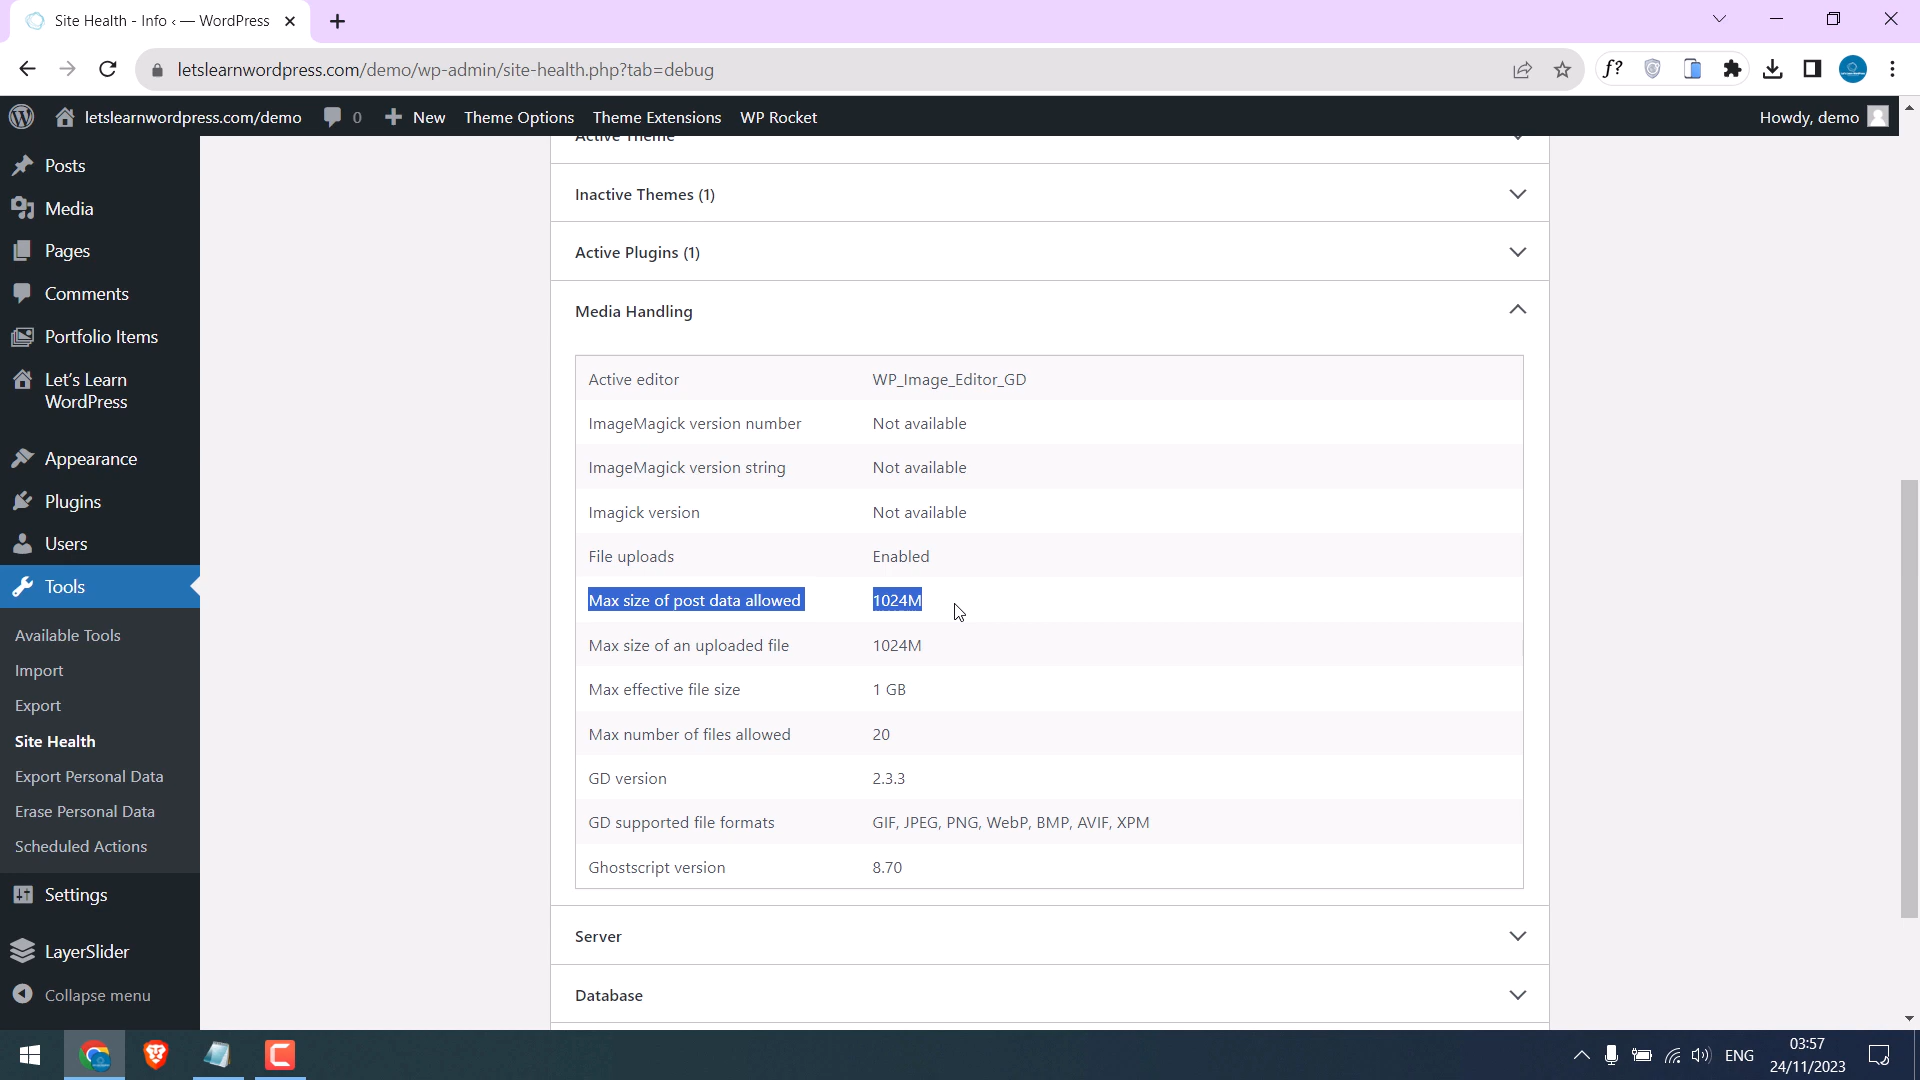 Site Health - Info ‹ — WordPress
letslearnwordpress.com/demo/wp-admin/site-health.php?tab=debug
f?
letslearnwordpress.com/demo
0
New
Theme Options
Theme Extensions
WP Rocket
Howdy, demo
Posts
Media
Pages
Comments
Portfolio Items
Let's Learn
WordPress
Appearance
Plugins
Users
Tools
Available Tools
Import
Export
Site Health
Export Personal Data
Erase Personal Data
Scheduled Actions
Settings
LayerSlider
Collapse menu
Active Theme
Inactive Themes (1)
Active Plugins (1)
Media Handling
Active editor WP_Image_Editor_GD
ImageMagick version number Not available
ImageMagick version string Not available
Imagick version Not available
File uploads Enabled
Max size of post data allowed 1024M
Max size of an uploaded file 1024M
Max effective file size 1 GB
Max number of files allowed 20
GD version 2.3.3
GD supported file formats GIF, JPEG, PNG, WebP, BMP, AVIF, XPM
Ghostscript version 8.70
Server
Database
ENG
03:57
24/11/2023